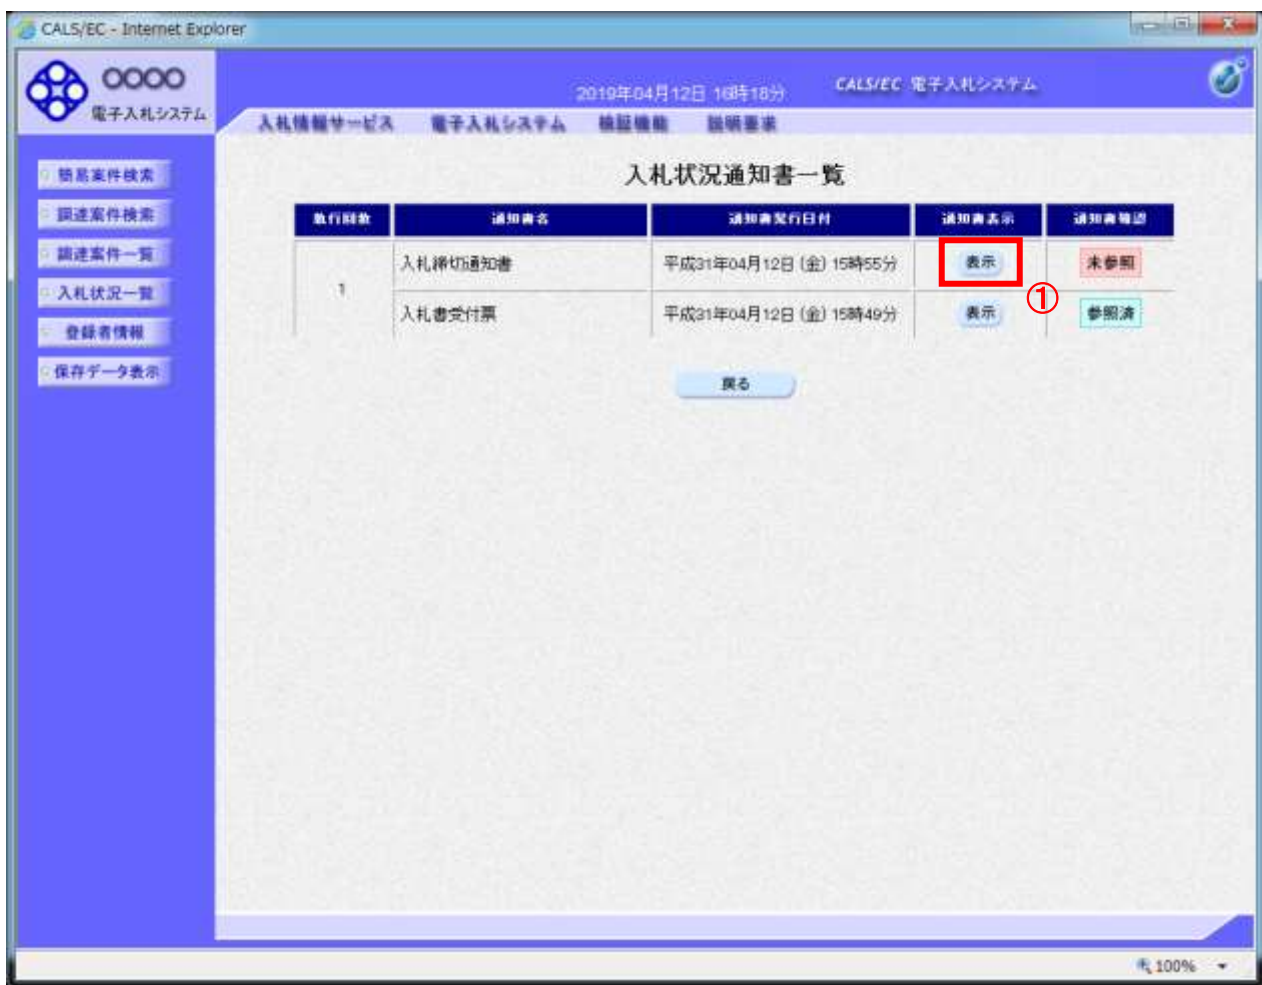 CALS/EC - Internet Explorer
OOOO
電子入札システム
2019年04月12日 16時18分
CALS/EC 電子入札システム
入札情報サービス 電子入札システム 検証機能 説明要求
簡易案件検索
調達案件検索
調達案件一覧
入札状況一覧
登録者情報
保存データ表示
入札状況通知書一覧
執行回数 通知書名 通知書発行日付 通知書表示 通知書確認
1
入札締切通知書 平成31年04月12日 (金) 15時55分 表示 未参照
①
入札書受付票 平成31年04月12日 (金) 15時49分 表示 参照済
戻る
100%